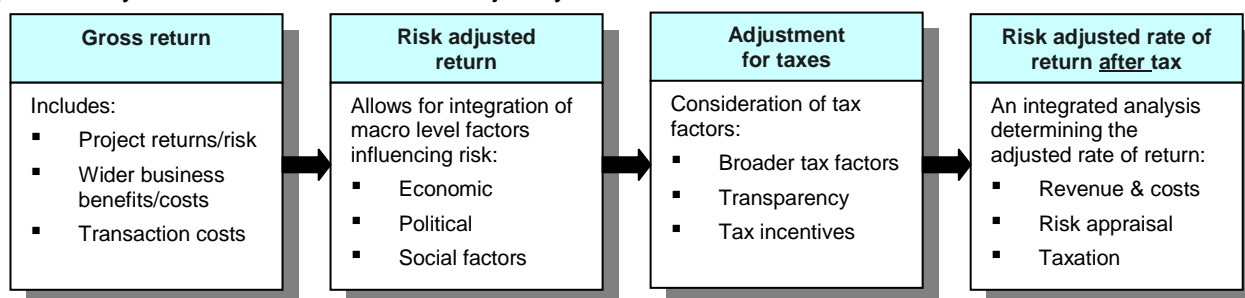 Gross return
Includes:
▪ Project returns/risk
▪ Wider business
benefits/costs
▪ Transaction costs
Risk adjusted
return
Allows for integration of
macro level factors
influencing risk:
▪ Economic
▪ Political
▪ Social factors
Adjustment
for taxes
Consideration of tax
factors:
▪ Broader tax factors
▪ Transparency
▪ Tax incentives
Risk adjusted rate of
return after tax
An integrated analysis
determining the
adjusted rate of return:
▪ Revenue & costs
▪ Risk appraisal
▪ Taxation